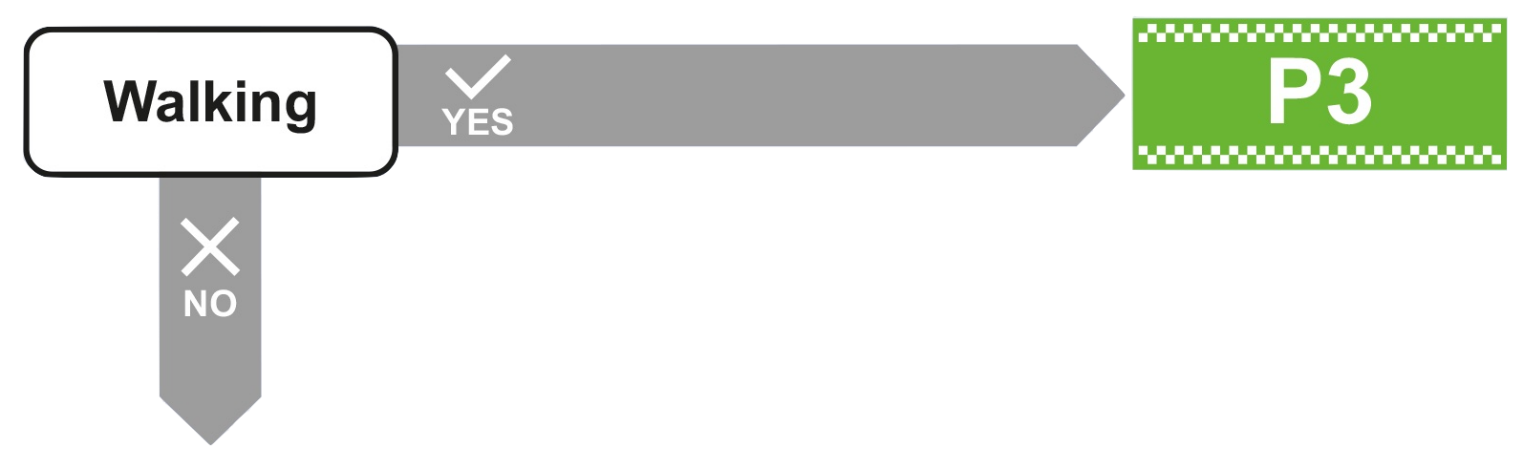 Walking
YES
P3
NO